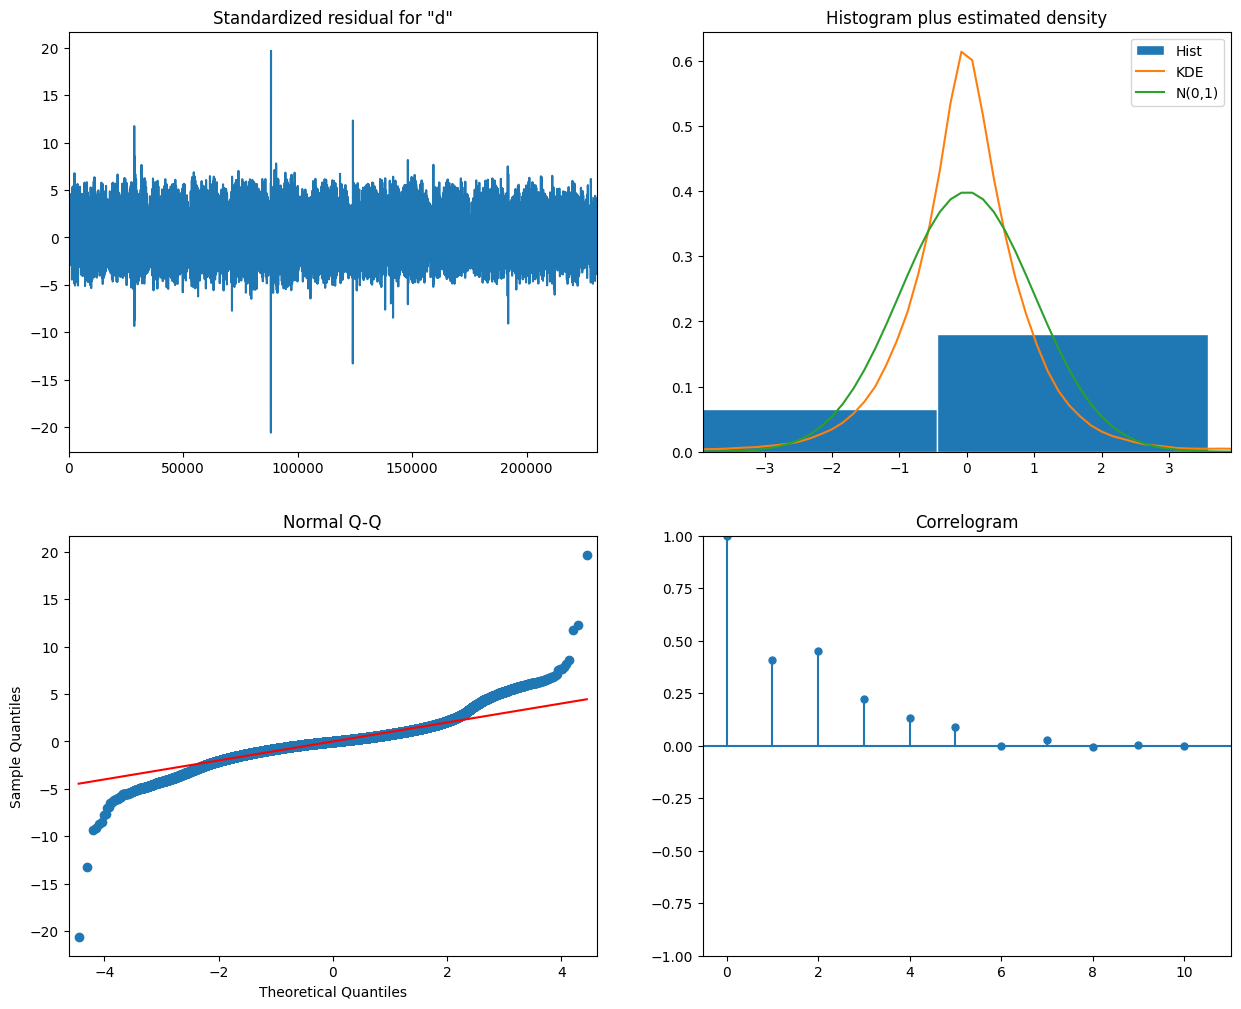 Standardized residual for "d"
20
15
10
5
0
−5
−10
−15
−20
0 50000 100000 150000 200000
Histogram plus estimated density
Hist
KDE
N(0,1)
0.6
0.5
0.4
0.3
0.2
0.1
0.0
−3 −2 −1 0 1 2 3
Normal Q-Q
Sample Quantiles
20
15
10
5
0
−5
−10
−15
−20
−4 −2 0 2 4
Theoretical Quantiles
Correlogram
1.00
0.75
0.50
0.25
0.00
−0.25
−0.50
−0.75
−1.00
0 2 4 6 8 10